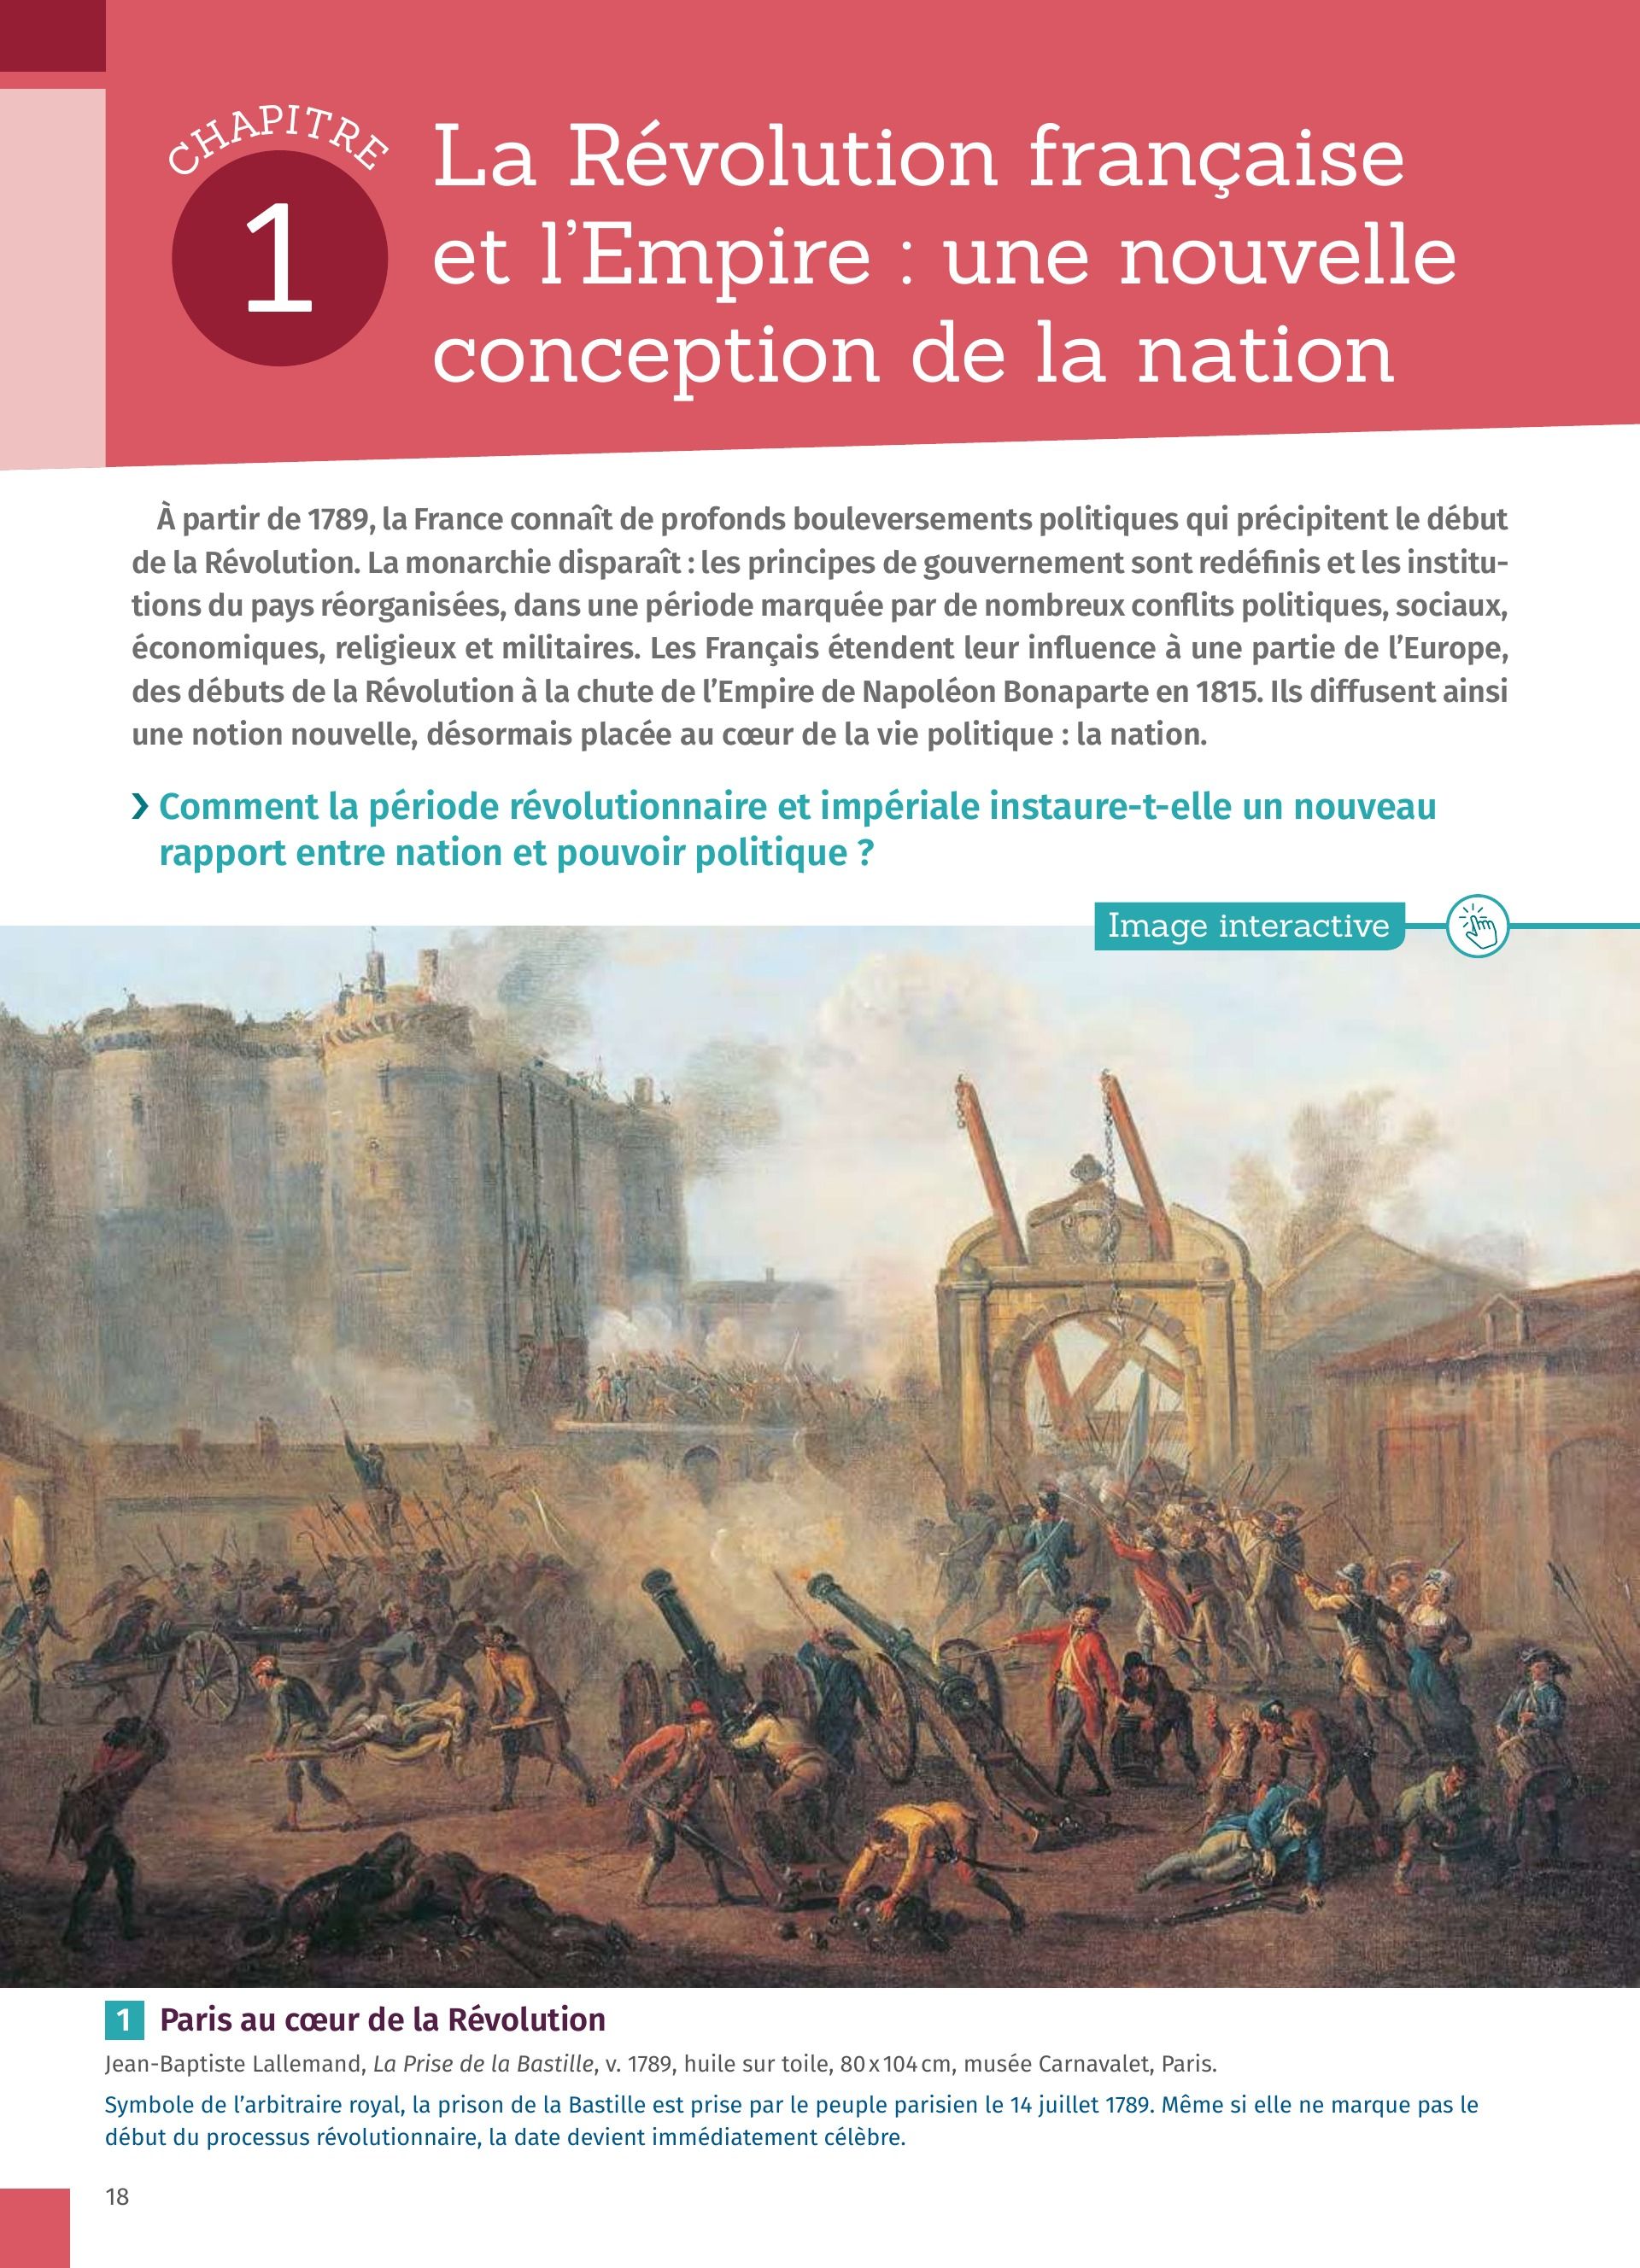 CHAPITRE
1
La Révolution française
et l’Empire : une nouvelle
conception de la nation
À partir de 1789, la France connaît de profonds bouleversements politiques qui précipitent le début
de la Révolution. La monarchie disparaît : les principes de gouvernement sont redéfinis et les institu-
tions du pays réorganisées, dans une période marquée par de nombreux conflits politiques, sociaux,
économiques, religieux et militaires. Les Français étendent leur influence à une partie de l’Europe,
des débuts de la Révolution à la chute de l’Empire de Napoléon Bonaparte en 1815. Ils diffusent ainsi
une notion nouvelle, désormais placée au cœur de la vie politique : la nation.
› Comment la période révolutionnaire et impériale instaure-t-elle un nouveau
rapport entre nation et pouvoir politique ?
Image interactive
1 Paris au cœur de la Révolution
Jean-Baptiste Lallemand, La Prise de la Bastille, v. 1789, huile sur toile, 80 x 104 cm, musée Carnavalet, Paris.
Symbole de l’arbitraire royal, la prison de la Bastille est prise par le peuple parisien le 14 juillet 1789. Même si elle ne marque pas le
début du processus révolutionnaire, la date devient immédiatement célèbre.
18